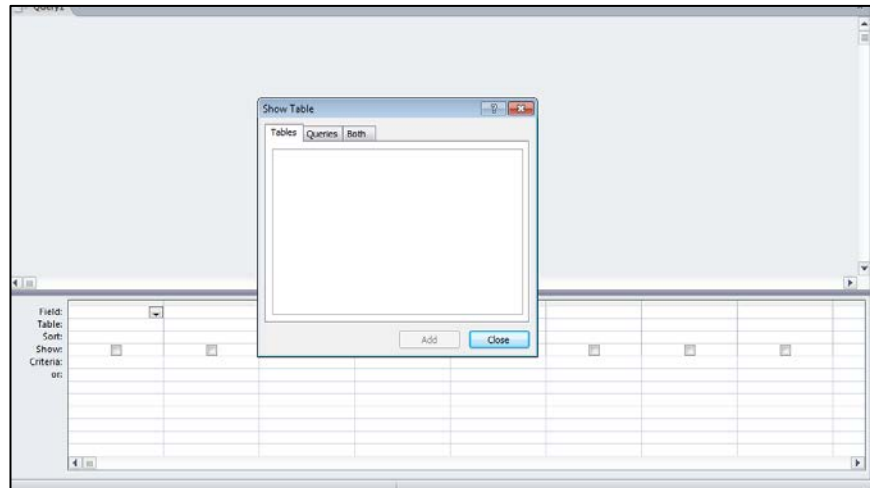 Query1
Show Table
Tables Queries Both
Add Close
Field:
Table:
Sort:
Show:
Criteria:
or: